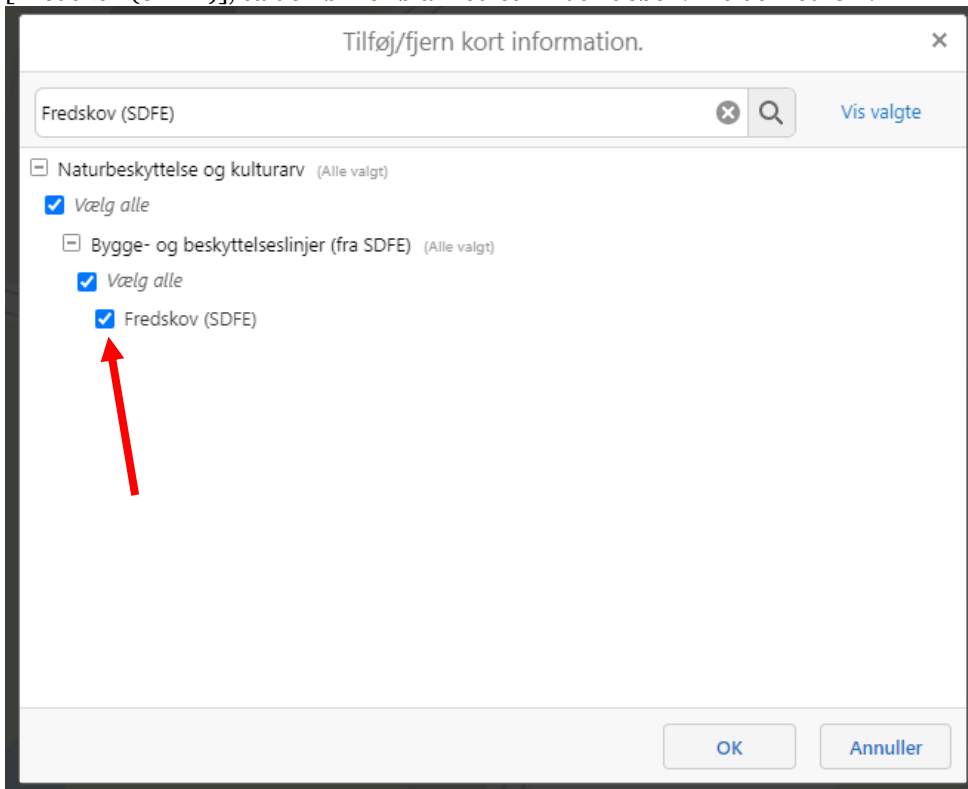 Tilføj/fjern kort information.
Fredskov (SDFE) Vis valgte
Naturbeskyttelse og kulturarv (Alle valgt)
Vælg alle
Bygge- og beskyttelseslinjer (fra SDFE) (Alle valgt)
Vælg alle
Fredskov (SDFE)
OK Annuller